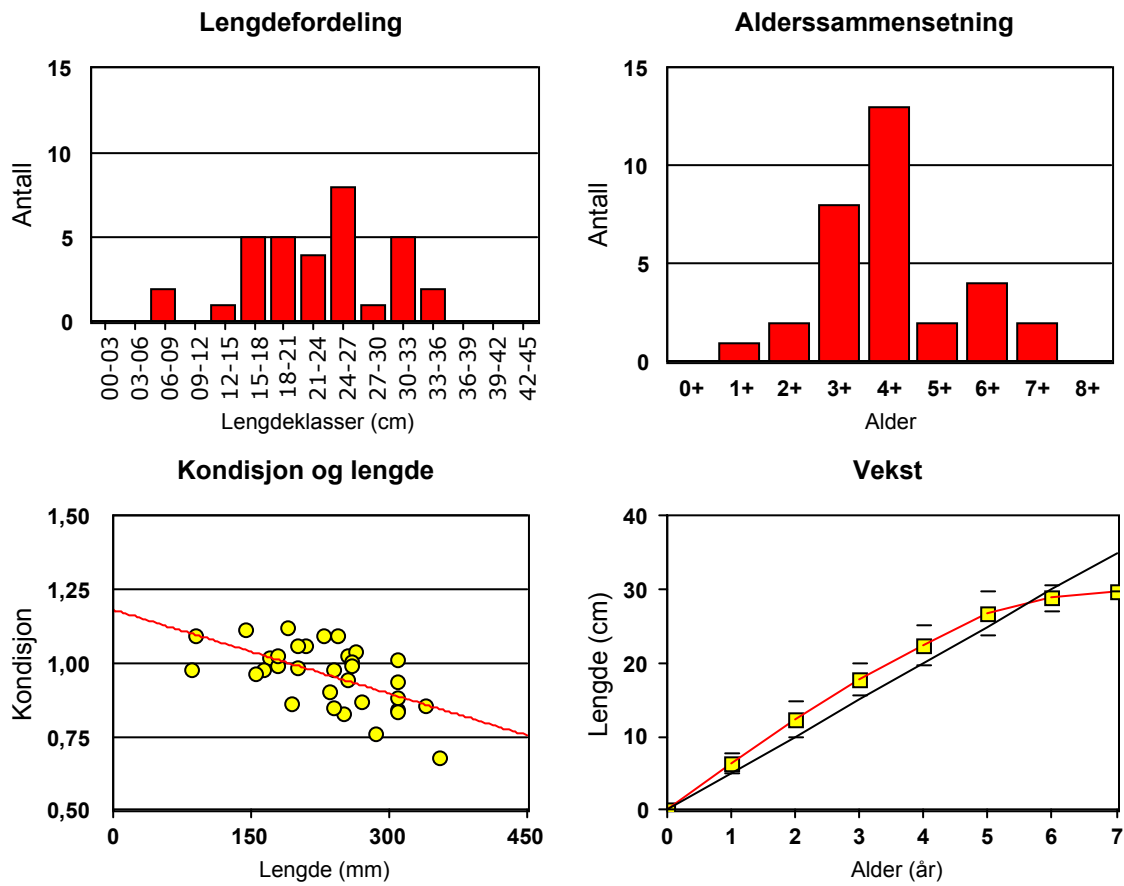 Lengdefordeling
15
10
5
0
Antall
00-03 03-06 06-09 09-12 12-15 15-18 18-21 21-24 24-27 27-30 30-33 33-36 36-39 39-42 42-45
Lengdeklasser (cm)
Alderssammensetning
15
10
5
0
Antall
0+ 1+ 2+ 3+ 4+ 5+ 6+ 7+ 8+
Alder
Kondisjon og lengde
1,50
1,25
1,00
0,75
0,50
Kondisjon
0 150 300 450
Lengde (mm)
Vekst
40
30
20
10
0
Lengde (cm)
0 1 2 3 4 5 6 7
Alder (år)